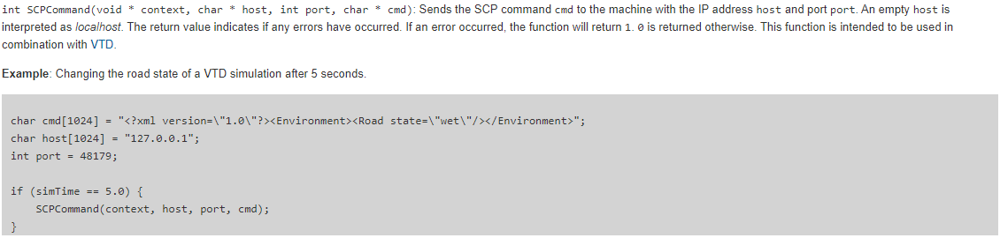 int SCPCommand(void * context, char * host, int port, char * cmd): Sends the SCP command cmd to the machine with the IP address host and port port. An empty host is
interpreted as localhost. The return value indicates if any errors have occurred. If an error occurred, the function will return 1. 0 is returned otherwise. This function is intended to be used in
combination with VTD.
Example: Changing the road state of a VTD simulation after 5 seconds.
char cmd[1024] = "<?xml version=\"1.0\"?><Environment><Road state=\"wet\"/></Environment>";
char host[1024] = "127.0.0.1";
int port = 48179;
if (simTime == 5.0) {
    SCPCommand(context, host, port, cmd);
}